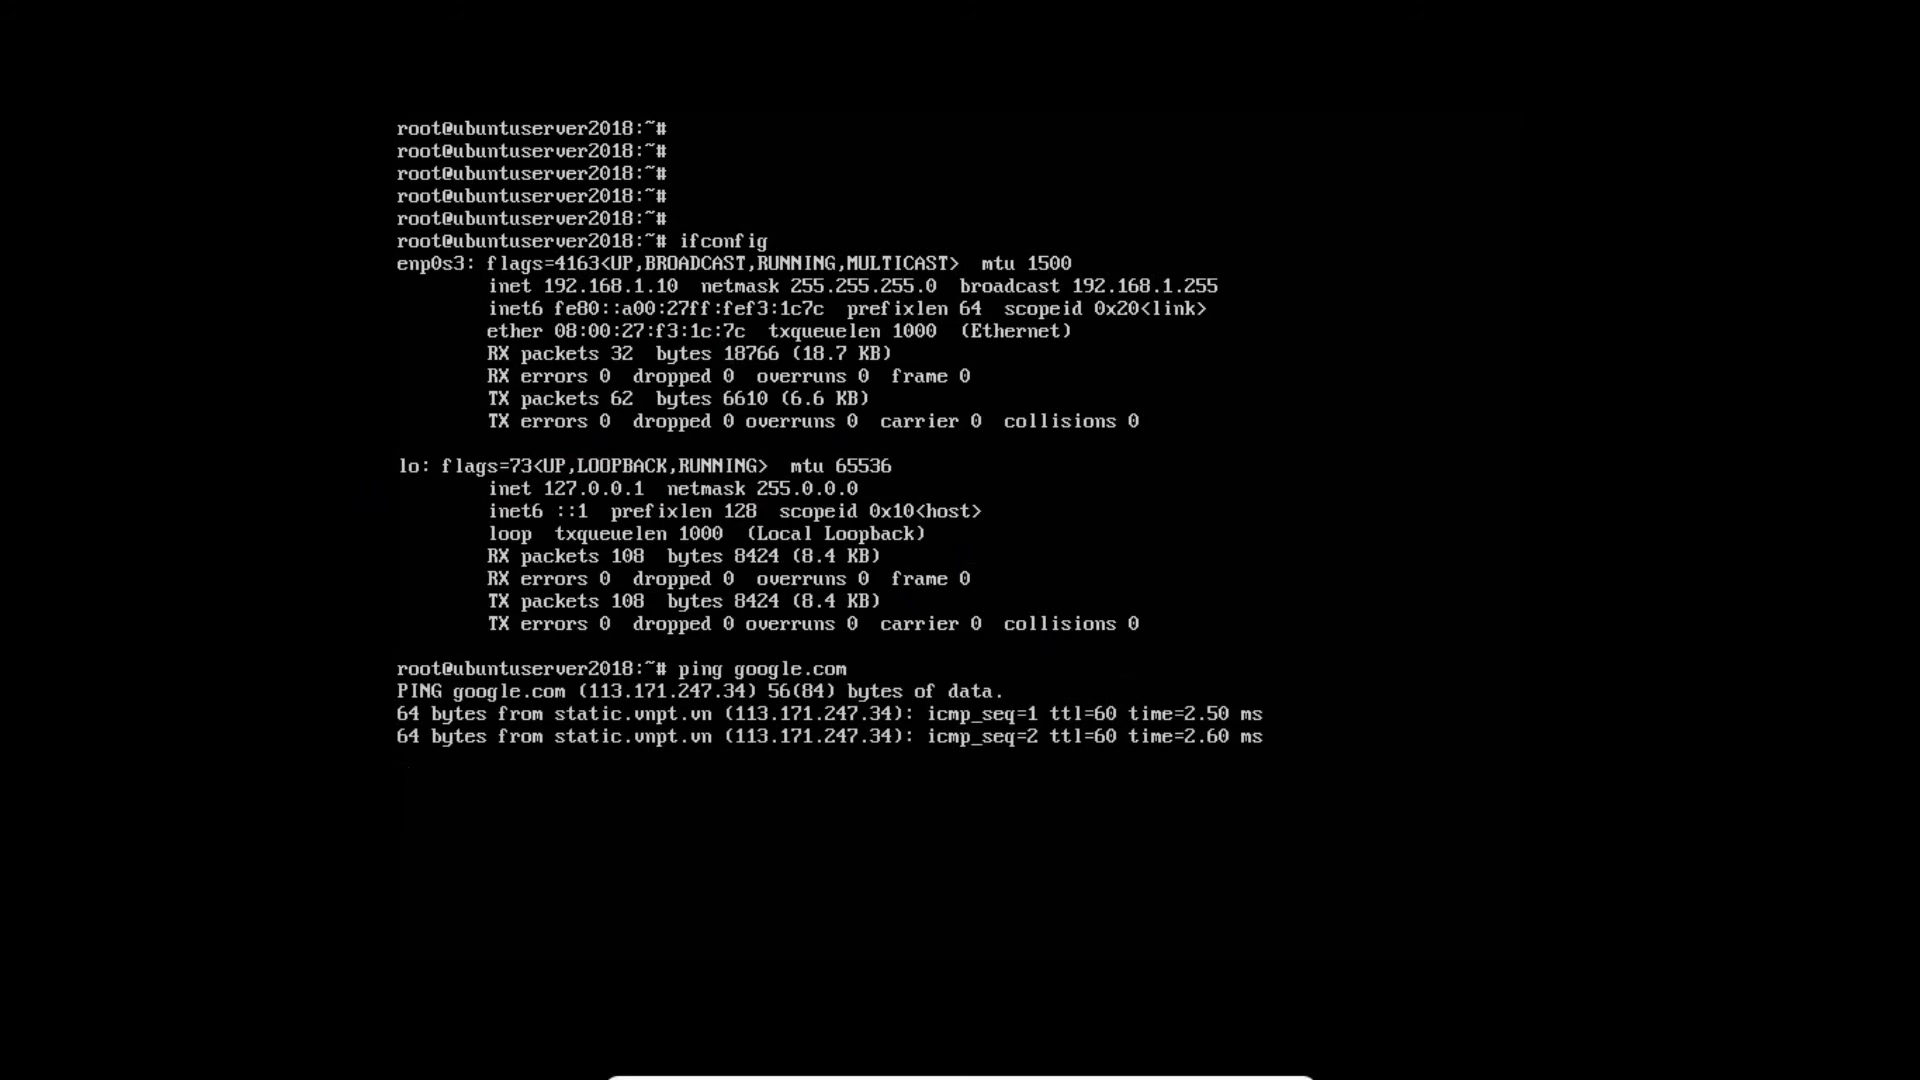 root@ubuntuserver2018:~#
root@ubuntuserver2018:~#
root@ubuntuserver2018:~#
root@ubuntuserver2018:~#
root@ubuntuserver2018:~#
root@ubuntuserver2018:~# ifconfig
enp0s3: flags=4163<UP,BROADCAST,RUNNING,MULTICAST>  mtu 1500
        inet 192.168.1.10  netmask 255.255.255.0  broadcast 192.168.1.255
        inet6 fe80::a00:27ff:fef3:1c7c  prefixlen 64  scopeid 0x20<link>
        ether 08:00:27:f3:1c:7c  txqueuelen 1000  (Ethernet)
        RX packets 32  bytes 18766 (18.7 KB)
        RX errors 0  dropped 0  overruns 0  frame 0
        TX packets 62  bytes 6610 (6.6 KB)
        TX errors 0  dropped 0 overruns 0  carrier 0  collisions 0
lo: flags=73<UP,LOOPBACK,RUNNING>  mtu 65536
        inet 127.0.0.1  netmask 255.0.0.0
        inet6 ::1  prefixlen 128  scopeid 0x10<host>
        loop  txqueuelen 1000  (Local Loopback)
        RX packets 108  bytes 8424 (8.4 KB)
        RX errors 0  dropped 0  overruns 0  frame 0
        TX packets 108  bytes 8424 (8.4 KB)
        TX errors 0  dropped 0 overruns 0  carrier 0  collisions 0
root@ubuntuserver2018:~# ping google.com
PING google.com (113.171.247.34) 56(84) bytes of data.
64 bytes from static.vnpt.vn (113.171.247.34): icmp_seq=1 ttl=60 time=2.50 ms
64 bytes from static.vnpt.vn (113.171.247.34): icmp_seq=2 ttl=60 time=2.60 ms